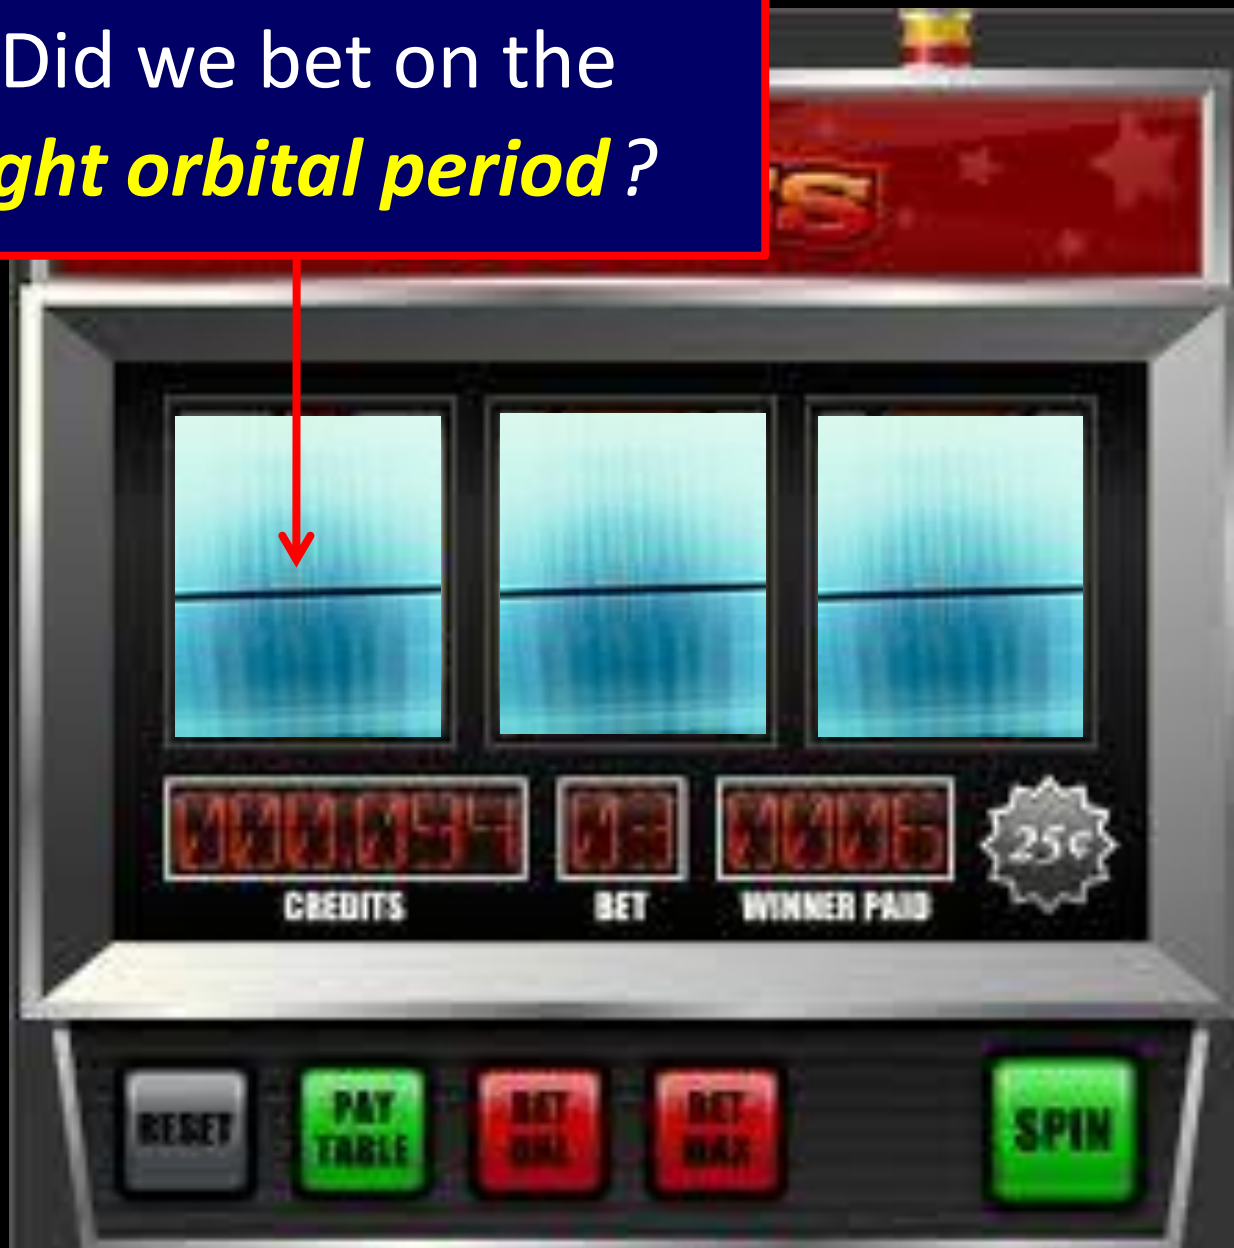 Did we bet on the
ght orbital period?
S
CREDITS
BET
WINNER PAID
25¢
RESET
PAY
TABLE
BET
ONE
BET
MAX
SPIN